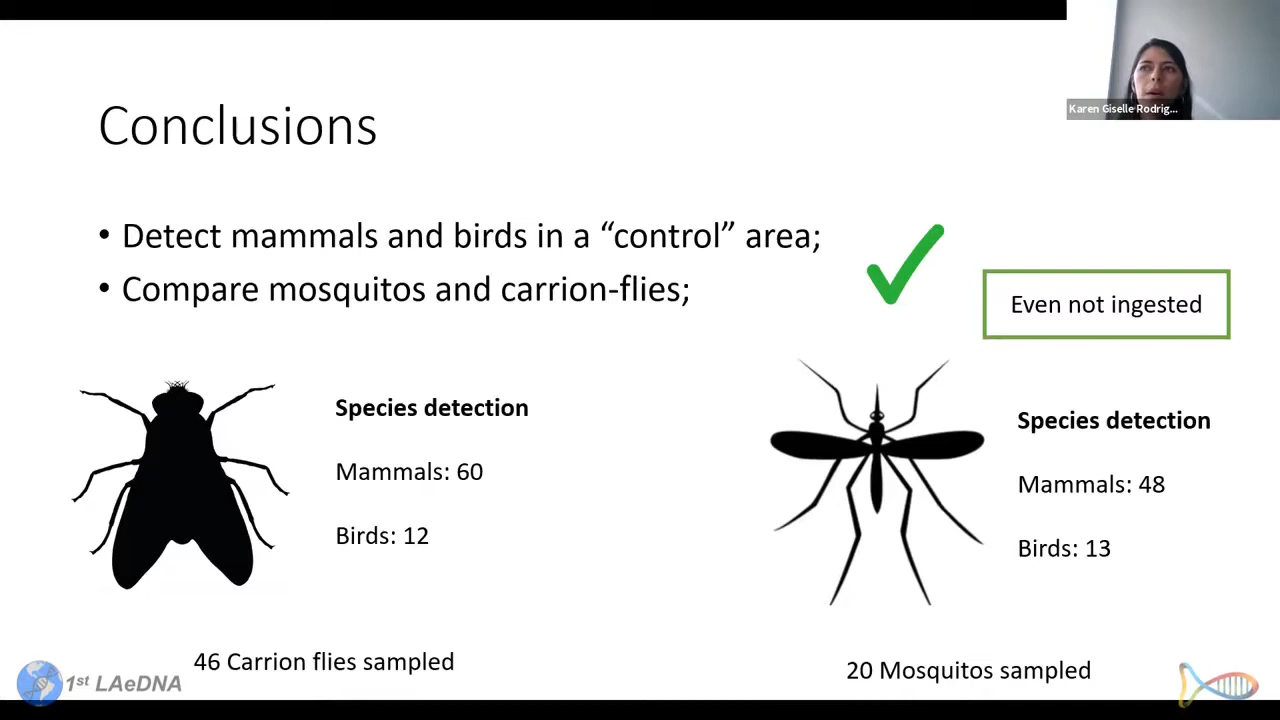 Karen Giselle Rodrig...
Conclusions
• Detect mammals and birds in a “control” area;
• Compare mosquitos and carrion-flies;
Even not ingested
Species detection
Mammals: 60
Birds: 12
46 Carrion flies sampled
Species detection
Mammals: 48
Birds: 13
20 Mosquitos sampled
1st LAeDNA